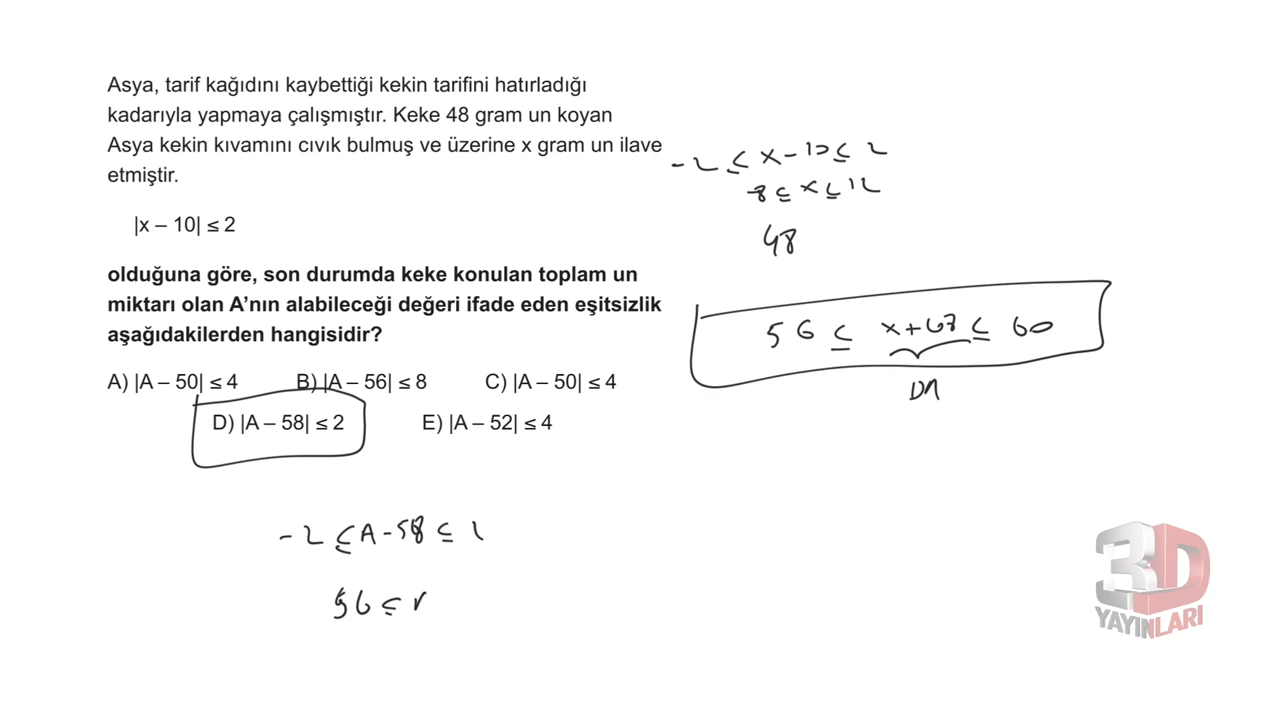 Asya, tarif kağıdını kaybettiği kekin tarifini hatırladığı
kadarıyla yapmaya çalışmıştır. Keke 48 gram un koyan
Asya kekin kıvamını cıvık bulmuş ve üzerine x gram un ilave
etmiştir.
|x – 10| ≤ 2
olduğuna göre, son durumda keke konulan toplam un
miktarı olan A'nın alabileceği değeri ifade eden eşitsizlik
aşağıdakilerden hangisidir?
A) |A – 50| ≤ 4 B) |A – 56| ≤ 8 C) |A – 50| ≤ 4
D) |A – 58| ≤ 2 E) |A – 52| ≤ 4
-2 ≤ x - 10 ≤ 2
8 ≤ x ≤ 12
48
56 ≤ x + ≤ 60
-2 ≤ A - 58 ≤
56 ≤
3D
YAYINLARI